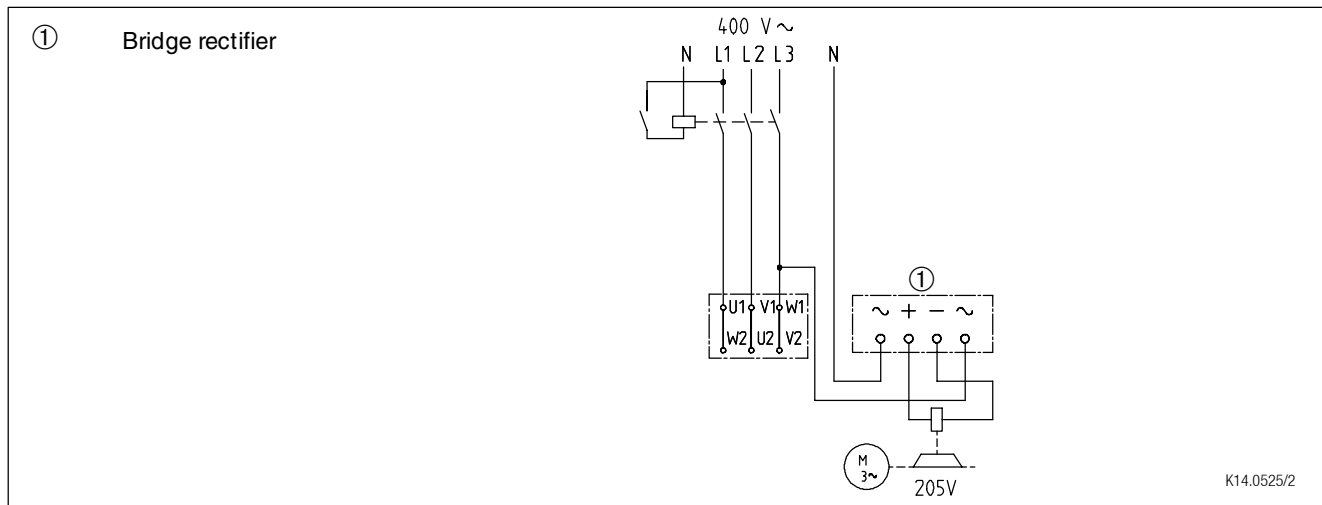 ① Bridge rectifier
400 V ~
N L1 L2 L3 N
①
~ + − ~
U1 V1 W1
W2 U2 V2
M
3~
205V
K14.0525/2